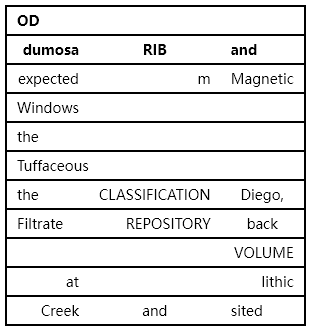 OD
dumosa RIB and
expected m Magnetic
Windows
the
Tuffaceous
the CLASSIFICATION Diego,
Filtrate REPOSITORY back
VOLUME
at lithic
Creek and sited